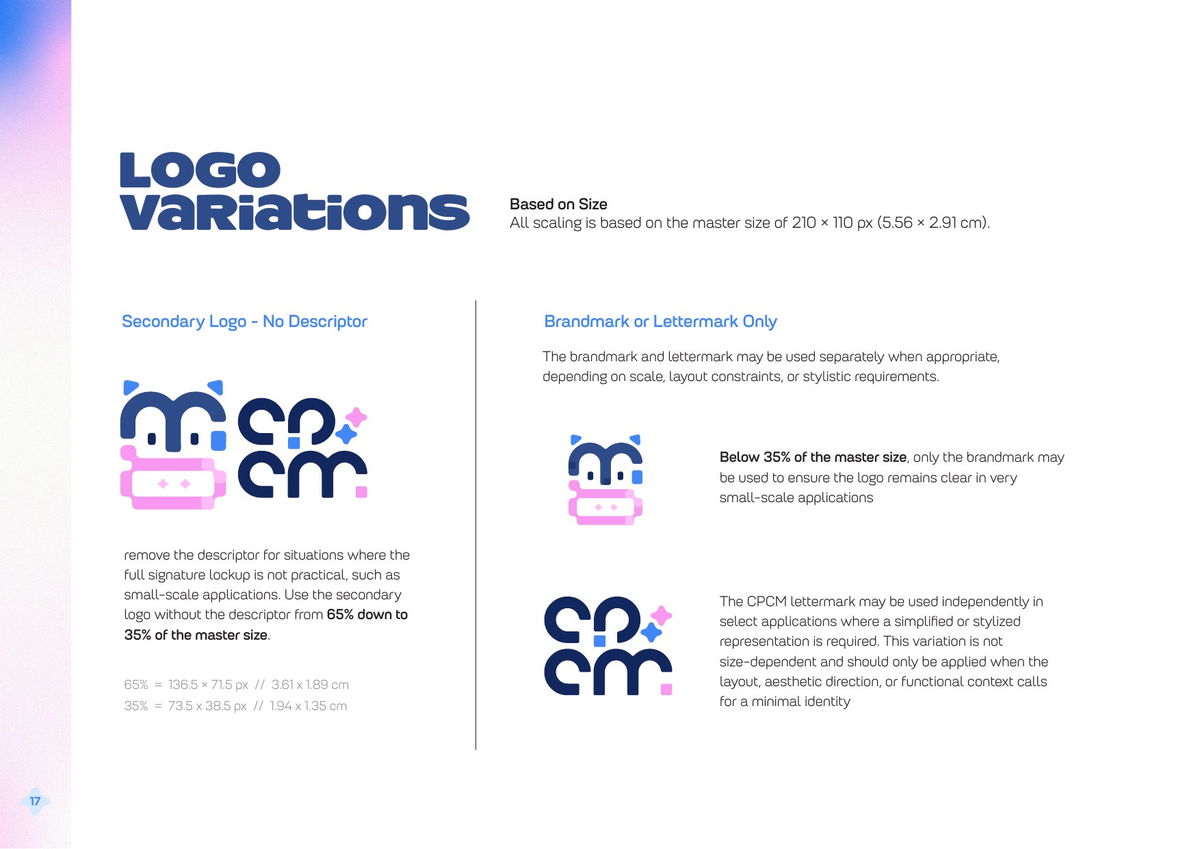 LOGO
VaRiations
Based on Size
All scaling is based on the master size of 210 × 110 px (5.56 × 2.91 cm).
Secondary Logo - No Descriptor
cp
cm
remove the descriptor for situations where the
full signature lockup is not practical, such as
small-scale applications. Use the secondary
logo without the descriptor from 65% down to
35% of the master size.
65% = 136.5 × 71.5 px // 3.61 x 1.89 cm
35% = 73.5 x 38.5 px // 1.94 x 1.35 cm
Brandmark or Lettermark Only
The brandmark and lettermark may be used separately when appropriate,
depending on scale, layout constraints, or stylistic requirements.
Below 35% of the master size, only the brandmark may
be used to ensure the logo remains clear in very
small-scale applications
cp
cm
The CPCM lettermark may be used independently in
select applications where a simplified or stylized
representation is required. This variation is not
size-dependent and should only be applied when the
layout, aesthetic direction, or functional context calls
for a minimal identity
17